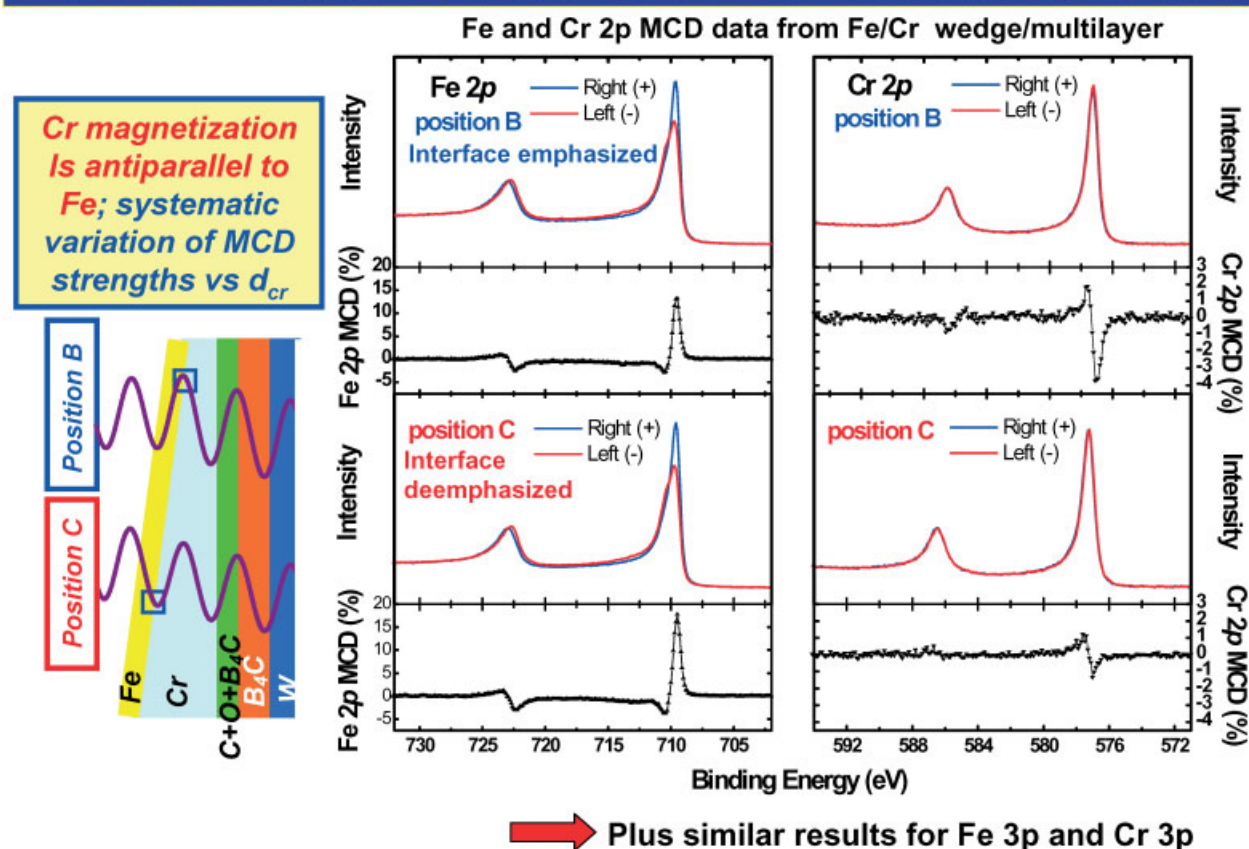 Fe and Cr 2p MCD data from Fe/Cr wedge/multilayer
Cr magnetization
Is antiparallel to
Fe; systematic
variation of MCD
strengths vs dcr
Position B
Position C
Fe
Cr
C+O+B₄C
B₄C
W
Intensity
Fe 2p
position B
Interface emphasized
Right (+)
Left (-)
Fe 2p MCD (%)
20
15
10
5
0
-5
Intensity
position C
Interface
deemphasized
Right (+)
Left (-)
Fe 2p MCD (%)
20
15
10
5
0
-5
730 725 720 715 710 705
Cr 2p
position B
Right (+)
Left (-)
Intensity
Cr 2p MCD (%)
3
2
1
0
-1
-2
-3
-4
position C
Right (+)
Left (-)
Intensity
Cr 2p MCD (%)
3
2
1
0
-1
-2
-3
-4
592 588 584 580 576 572
Binding Energy (eV)
Plus similar results for Fe 3p and Cr 3p